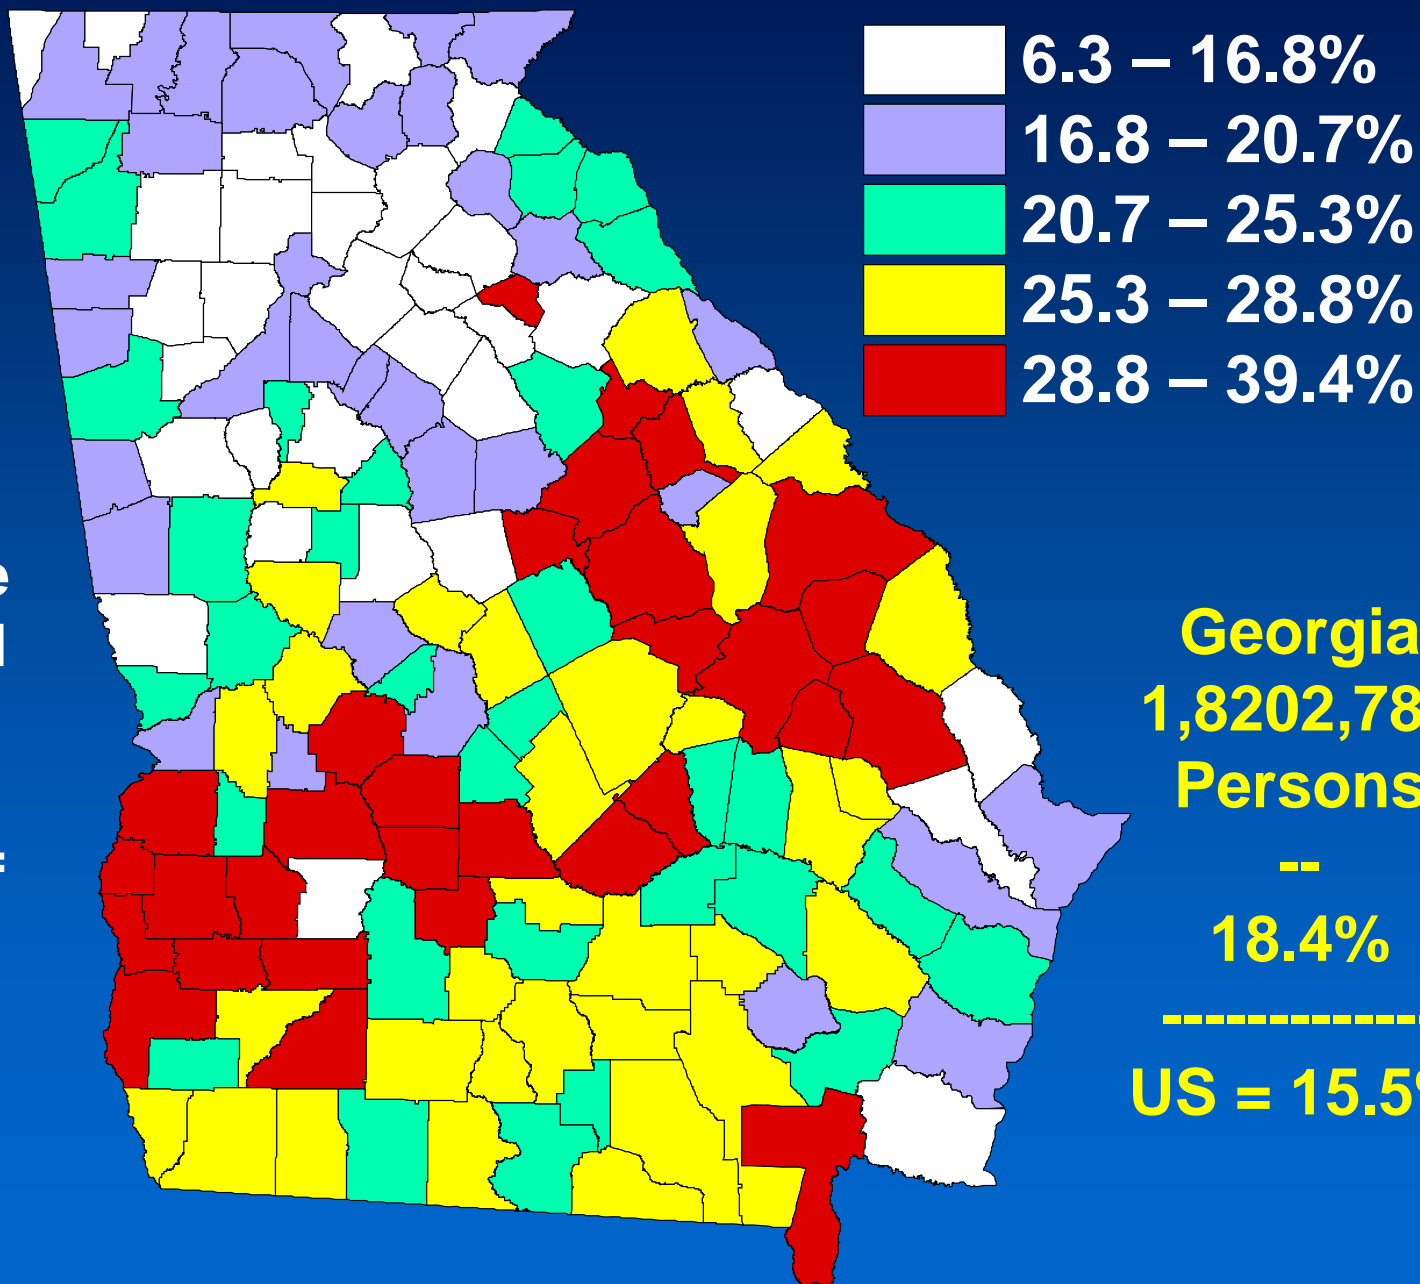 6.3 – 16.8%
16.8 – 20.7%
20.7 – 25.3%
25.3 – 28.8%
28.8 – 39.4%
Georgia
1,8202,78
Persons
--
18.4%
-------------
US = 15.5%